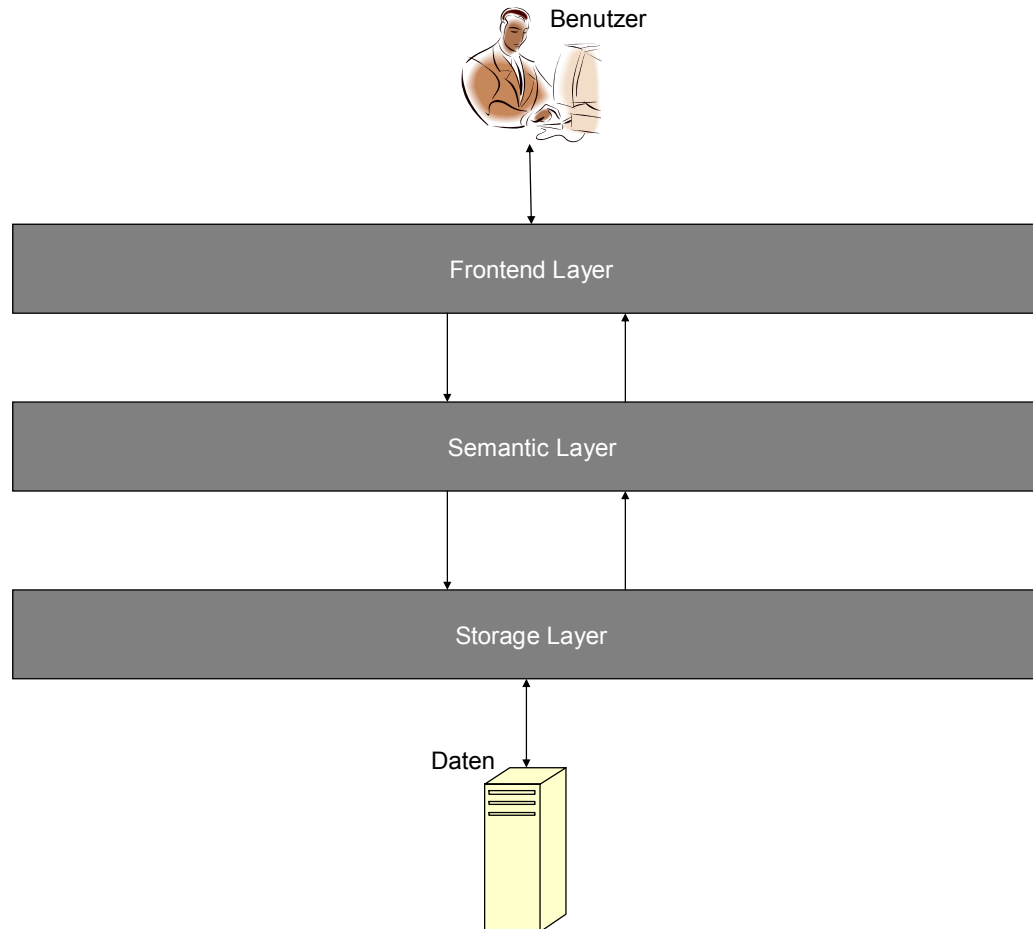 Benutzer
Frontend Layer
Semantic Layer
Storage Layer
Daten